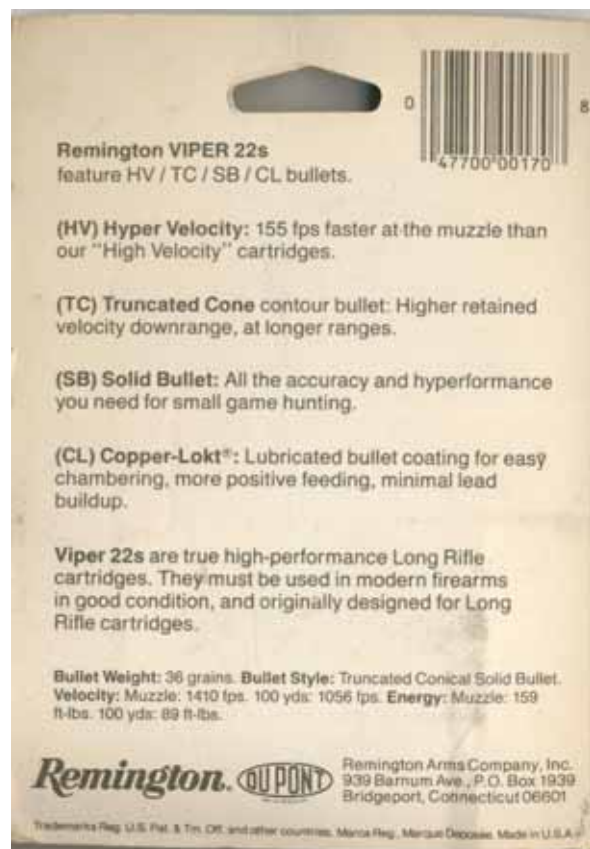 0 47700 00170 8
Remington VIPER 22s
feature HV / TC / SB / CL bullets.
(HV) Hyper Velocity: 155 fps faster at the muzzle than
our "High Velocity" cartridges.
(TC) Truncated Cone contour bullet: Higher retained
velocity downrange, at longer ranges.
(SB) Solid Bullet: All the accuracy and hyperformance
you need for small game hunting.
(CL) Copper-Lokt®: Lubricated bullet coating for easy
chambering, more positive feeding, minimal lead
buildup.
Viper 22s are true high-performance Long Rifle
cartridges. They must be used in modern firearms
in good condition, and originally designed for Long
Rifle cartridges.
Bullet Weight: 36 grains. Bullet Style: Truncated Conical Solid Bullet.
Velocity: Muzzle: 1410 fps. 100 yds: 1056 fps. Energy: Muzzle: 159
ft-lbs. 100 yds: 89 ft-lbs.
Remington. DU PONT
Remington Arms Company, Inc.
939 Barnum Ave., P.O. Box 1939
Bridgeport, Connecticut 06601
Trademarks Reg. U.S. Pat. & Tm. Off. and other countries. Marca Reg., Marque Deposee. Made in U.S.A.